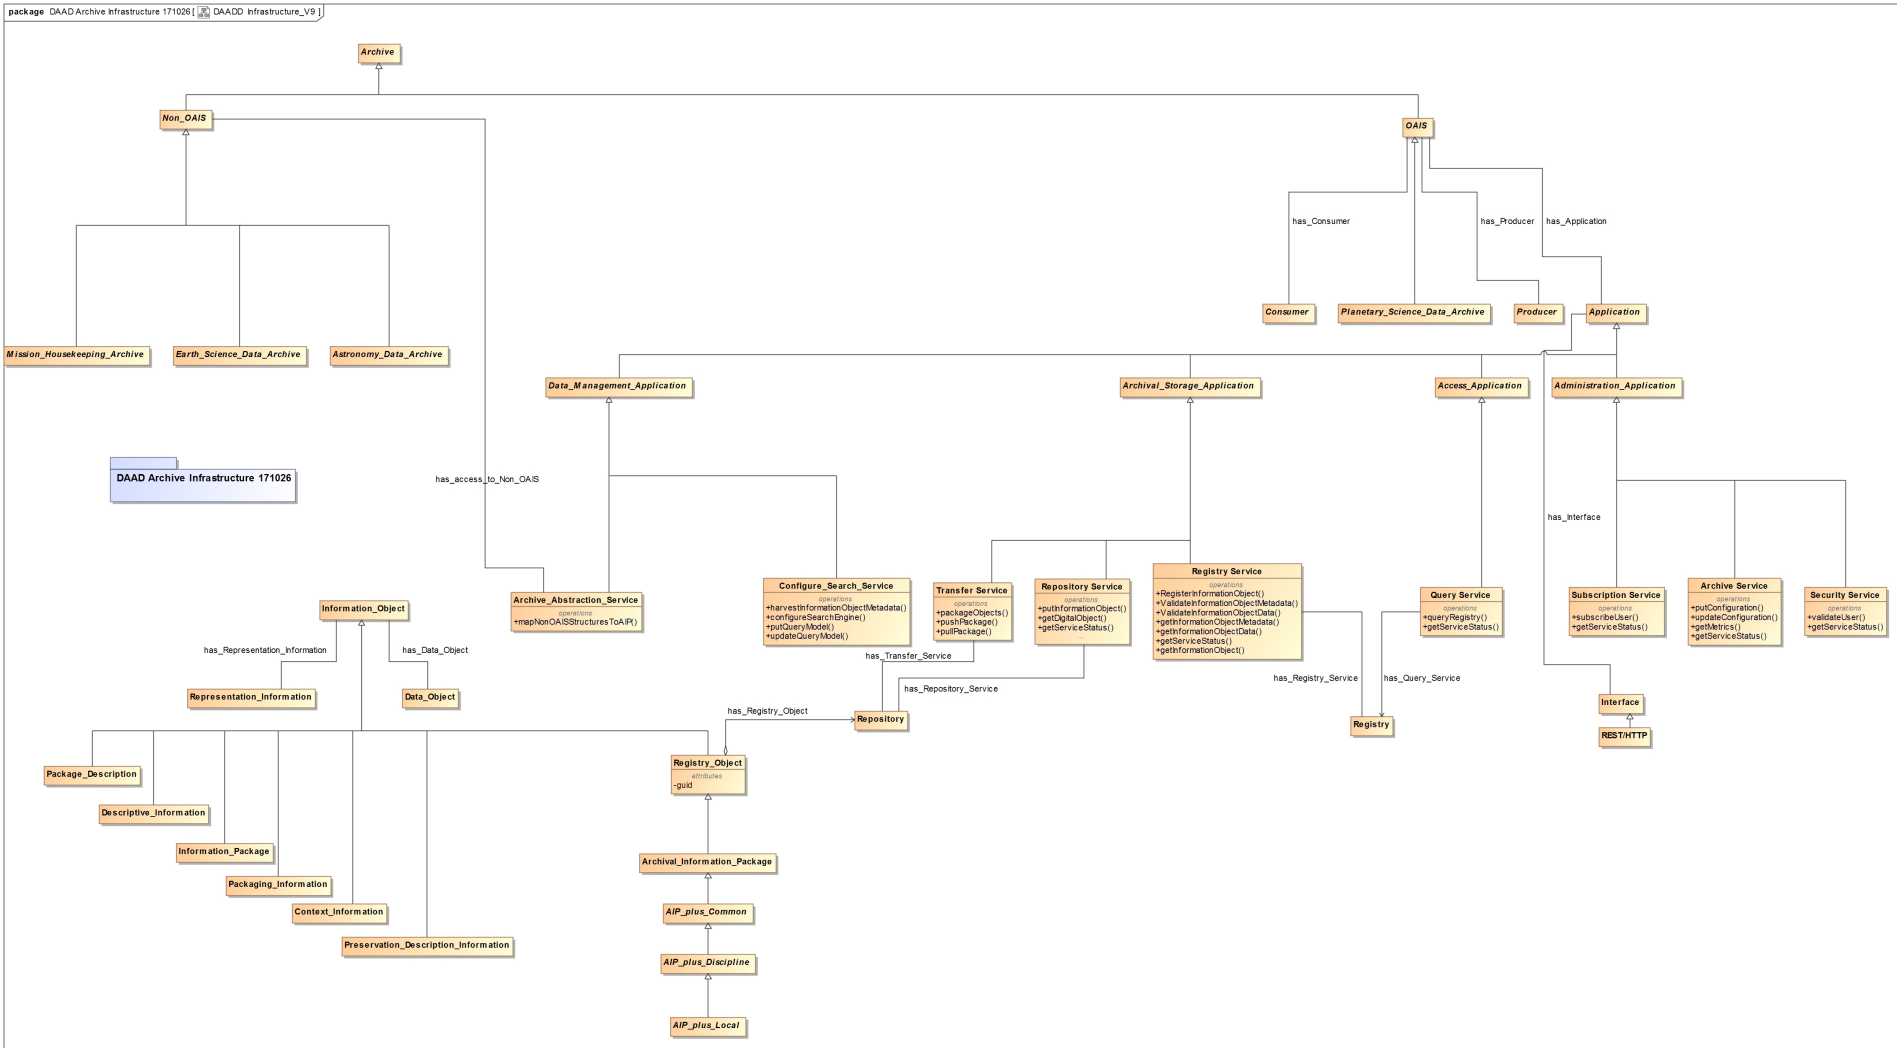 package DAAD Archive Infrastructure 171026 [ DAADD Infrastructure_V9 ]
Archive
Non_OAIS
OAIS
has_Consumer
has_Producer
has_Application
Consumer
Planetary_Science_Data_Archive
Producer
Application
Mission_Housekeeping_Archive
Earth_Science_Data_Archive
Astronomy_Data_Archive
Data_Management_Application
Archival_Storage_Application
Access_Application
Administration_Application
DAAD Archive Infrastructure 171026
has_access_to_Non_OAIS
has_Interface
Archive_Abstraction_Service
operations
+mapNonOAISStructuresToAIP()
Configure_Search_Service
operations
+harvestInformationObjectMetadata()
+configureSearchEngine()
+putQueryModel()
+updateQueryModel()
Transfer Service
operations
+packageObjects()
+pushPackage()
+pullPackage()
Repository Service
operations
+putInformationObject()
+getDigitalObject()
+getServiceStatus()
...
Registry Service
operations
+RegisterInformationObject()
+ValidateInformationObjectMetadata()
+ValidateInformationObjectData()
+getInformationObjectMetadata()
+getInformationObjectData()
+getServiceStatus()
+getInformationObject()
Query Service
operations
+queryRegistry()
+getServiceStatus()
Subscription Service
operations
+subscribeUser()
+getServiceStatus()
Archive Service
operations
+putConfiguration()
+updateConfiguration()
+getMetrics()
+getServiceStatus()
Security Service
operations
+validateUser()
+getServiceStatus()
Information_Object
has_Representation_Information
has_Data_Object
Representation_Information
Data_Object
has_Transfer_Service
has_Repository_Service
has_Registry_Service
has_Query_Service
has_Registry_Object
Repository
Registry
Interface
REST/HTTP
Package_Description
Descriptive_Information
Information_Package
Packaging_Information
Context_Information
Preservation_Description_Information
Registry_Object
attributes
-guid
Archival_Information_Package
AIP_plus_Common
AIP_plus_Discipline
AIP_plus_Local